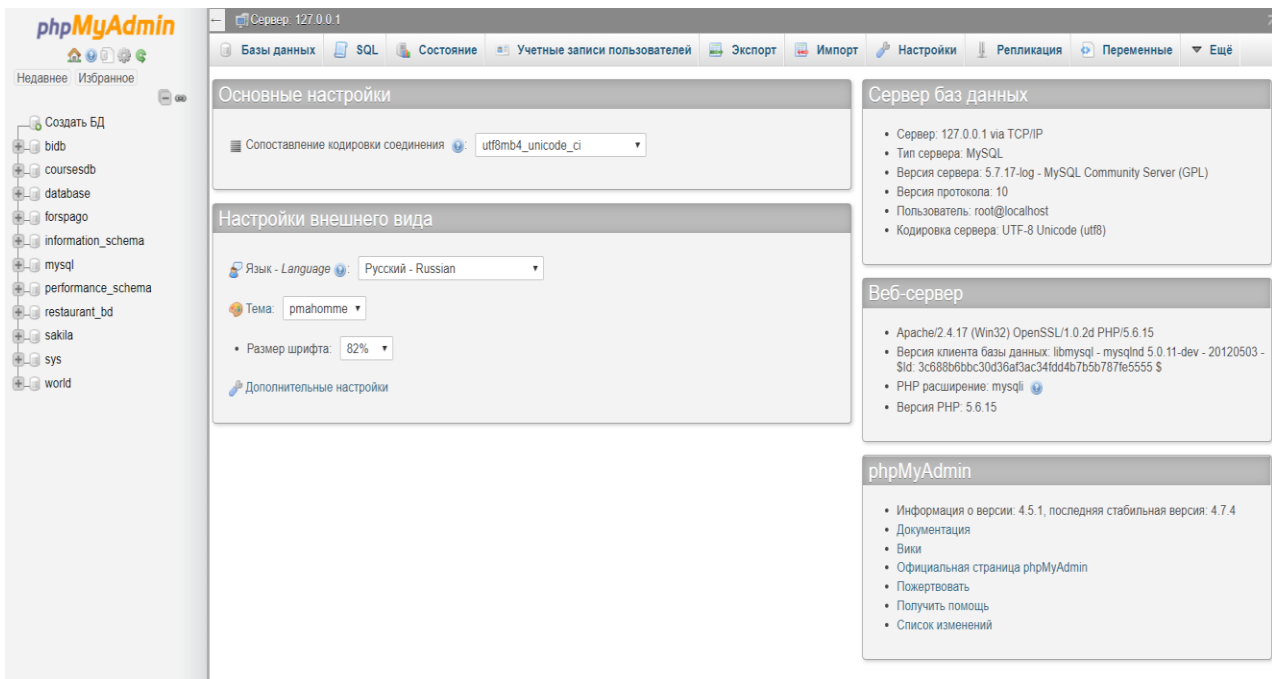 phpMyAdmin
Недавнее Избранное
Создать БД
bidb
coursesdb
database
forspago
information_schema
mysql
performance_schema
restaurant_bd
sakila
sys
world
Сервер: 127.0.0.1
Базы данных SQL Состояние Учетные записи пользователей Экспорт Импорт Настройки Репликация Переменные Ещё
Основные настройки
Сопоставление кодировки соединения : utf8mb4_unicode_ci
Настройки внешнего вида
Язык - Language : Русский - Russian
Тема: pmahomme
• Размер шрифта: 82%
Дополнительные настройки
Сервер баз данных
• Сервер: 127.0.0.1 via TCP/IP
• Тип сервера: MySQL
• Версия сервера: 5.7.17-log - MySQL Community Server (GPL)
• Версия протокола: 10
• Пользователь: root@localhost
• Кодировка сервера: UTF-8 Unicode (utf8)
Веб-сервер
• Apache/2.4.17 (Win32) OpenSSL/1.0.2d PHP/5.6.15
• Версия клиента базы данных: libmysql - mysqlnd 5.0.11-dev - 20120503 -
$Id: 3c688b6bbc30d36af3ac34fdd4b7b5b787fe5555 $
• PHP расширение: mysqli
• Версия PHP: 5.6.15
phpMyAdmin
• Информация о версии: 4.5.1, последняя стабильная версия: 4.7.4
• Документация
• Вики
• Официальная страница phpMyAdmin
• Пожертвовать
• Получить помощь
• Список изменений